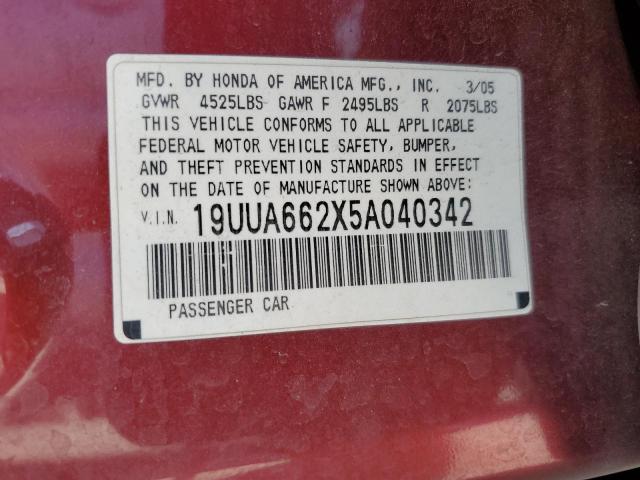 MFD. BY HONDA OF AMERICA MFG., INC. 3/05
GVWR 4525LBS GAWR F 2495LBS R 2075LBS
THIS VEHICLE CONFORMS TO ALL APPLICABLE
FEDERAL MOTOR VEHICLE SAFETY, BUMPER,
AND THEFT PREVENTION STANDARDS IN EFFECT
ON THE DATE OF MANUFACTURE SHOWN ABOVE:
V.I.N. 19UUA662X5A040342
PASSENGER CAR